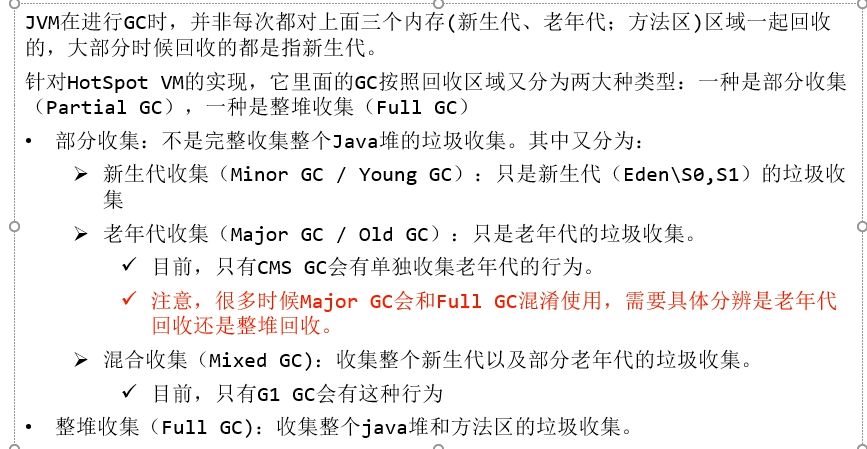 JVM在进行GC时，并非每次都对上面三个内存(新生代、老年代；方法区)区域一起回收
的，大部分时候回收的都是指新生代。
针对HotSpot VM的实现，它里面的GC按照回收区域又分为两大种类型：一种是部分收集
（Partial GC），一种是整堆收集（Full GC）
• 部分收集：不是完整收集整个Java堆的垃圾收集。其中又分为：
➢ 新生代收集（Minor GC / Young GC）：只是新生代（Eden\S0,S1）的垃圾收
集
➢ 老年代收集（Major GC / Old GC）：只是老年代的垃圾收集。
✓ 目前，只有CMS GC会有单独收集老年代的行为。
✓ 注意，很多时候Major GC会和Full GC混淆使用，需要具体分辨是老年代
回收还是整堆回收。
➢ 混合收集（Mixed GC)：收集整个新生代以及部分老年代的垃圾收集。
✓ 目前，只有G1 GC会有这种行为
• 整堆收集（Full GC)：收集整个java堆和方法区的垃圾收集。